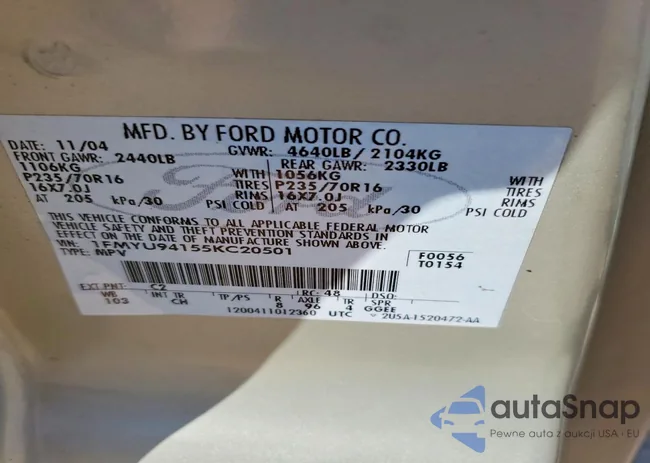 MFD. BY FORD MOTOR CO.
DATE: 11/04 GVWR: 4640LB/ 2104KG
FRONT GAWR: 2440LB REAR GAWR: 2330LB
1106KG WITH 1056KG WITH
P235/70R16 TIRES P235/70R16 TIRES
16X7.0J RIMS 16X7.0J RIMS
AT 205 kPa/30 PSI COLD AT 205 kPa/30 PSI COLD
THIS VEHICLE CONFORMS TO ALL APPLICABLE FEDERAL MOTOR
VEHICLE SAFETY AND THEFT PREVENTION STANDARDS IN
EFFECT ON THE DATE OF MANUFACTURE SHOWN ABOVE.
VIN: 1FMYU94155KC20501
TYPE: MPV
F0056
T0154
EXT PNT: C2 RC: 48 DSO:
WB INT TR TP/PS R AXLE TR SPR
103 CH 8 96 4 GGEE
1200411012360 UTC 2U5A-1520472-AA
Ford
autoSnap
Pewne auta z aukcji USA - EU